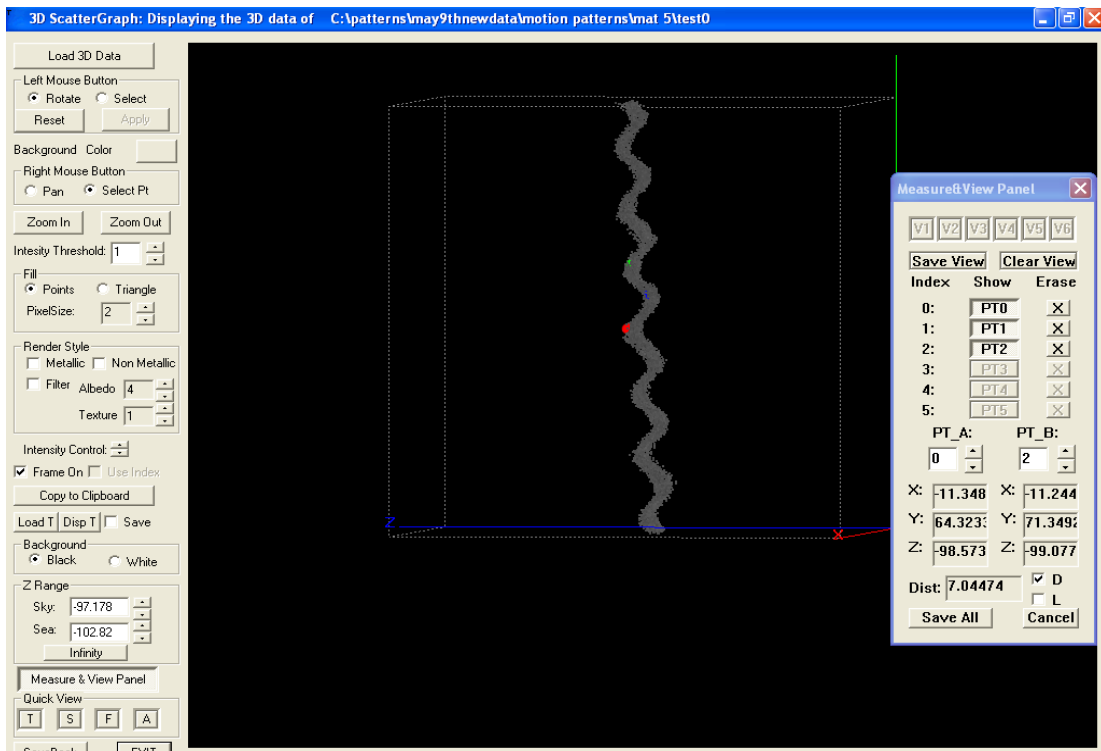 3D ScatterGraph: Displaying the 3D data of C:\patterns\may9thnewdata\motion patterns\mat 5\test0
Load 3D Data
Left Mouse Button
Rotate Select
Reset Apply
Background Color
Right Mouse Button
Pan Select Pt
Zoom In Zoom Out
Intesity Threshold: 1
Fill
Points Triangle
PixelSize: 2
Render Style
Metallic Non Metallic
Filter Albedo 4
Texture 1
Intensity Control:
Frame On Use Index
Copy to Clipboard
Load T Disp T Save
Background
Black White
Z Range
Sky: -97.178
Sea: -102.82
Infinity
Measure & View Panel
Quick View
T S F A
EXIT
Z
X
Measure&View Panel
V1 V2 V3 V4 V5 V6
Save View Clear View
Index Show Erase
0: PT0 X
1: PT1 X
2: PT2 X
3: PT3 X
4: PT4 X
5: PT5 X
PT_A: PT_B:
0 2
X: -11.348 X: -11.244
Y: 64.3233 Y: 71.3492
Z: -98.573 Z: -99.077
Dist: 7.04474 D
L
Save All Cancel